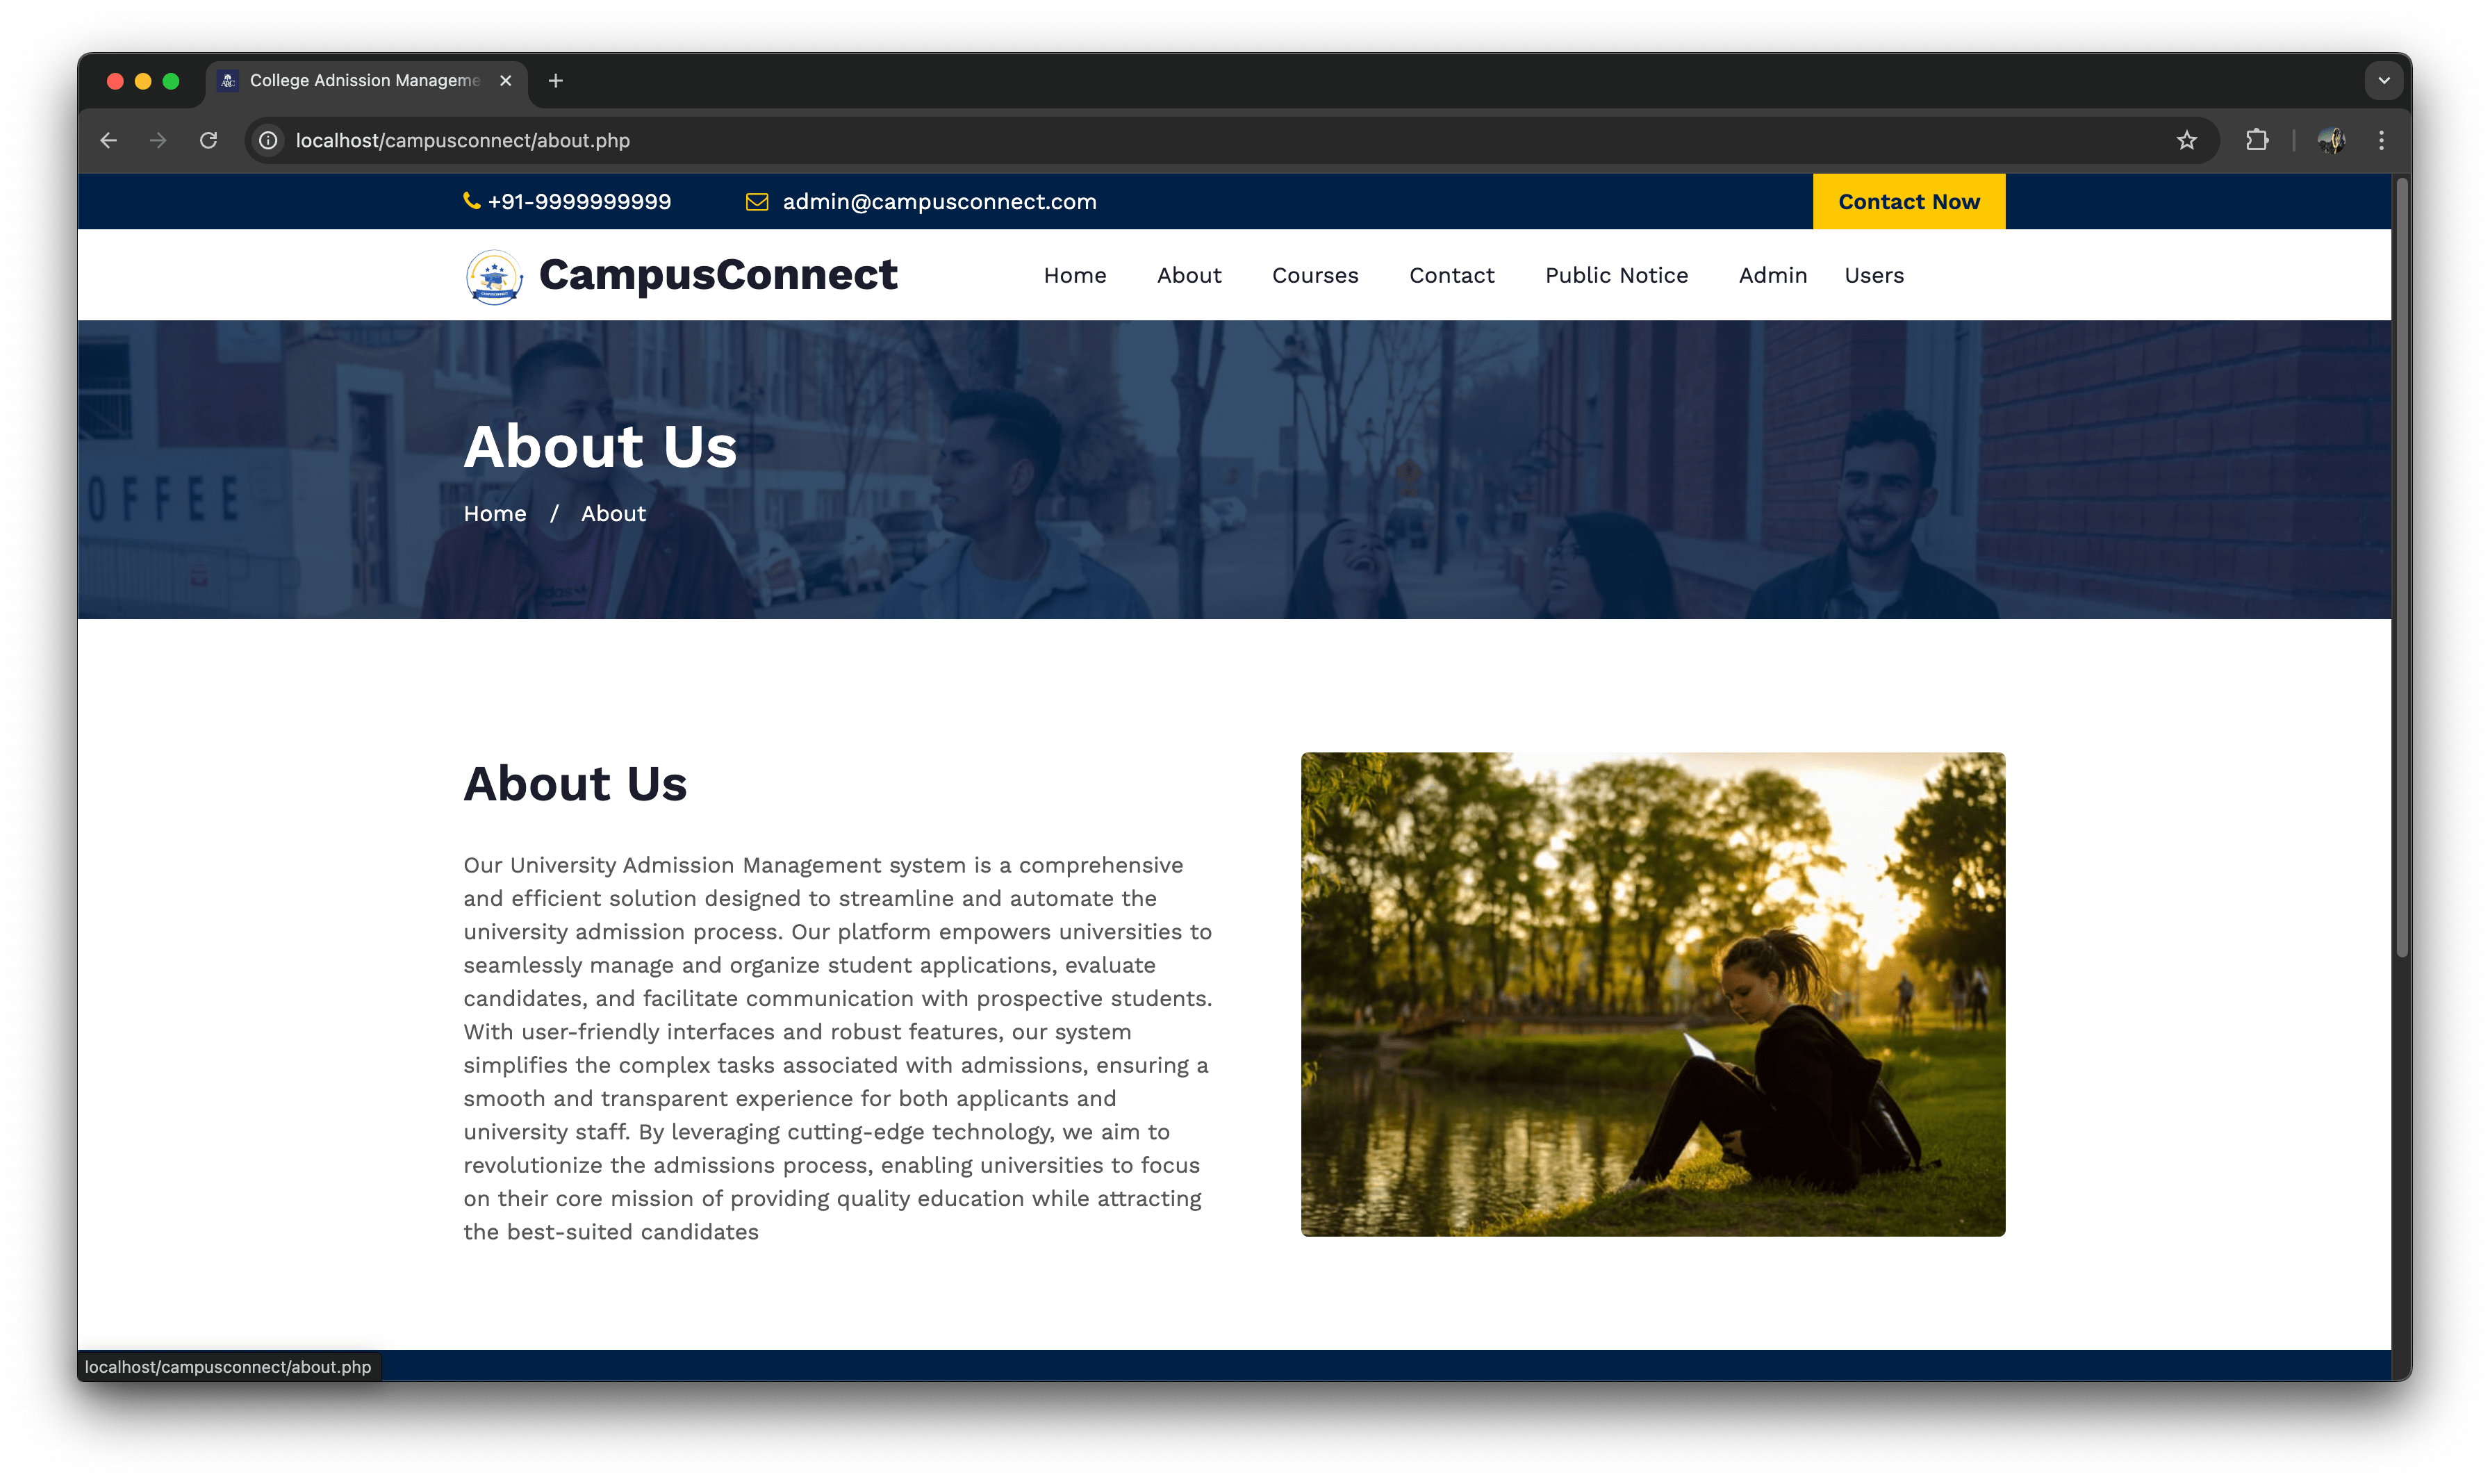 College Adnission Manageme
localhost/campusconnect/about.php
+91-9999999999
admin@campusconnect.com
Contact Now
CampusConnect
Home
About
Courses
Contact
Public Notice
Admin
Users
OFFEE
adidas
About Us
Home / About
About Us
Our University Admission Management system is a comprehensive
and efficient solution designed to streamline and automate the
university admission process. Our platform empowers universities to
seamlessly manage and organize student applications, evaluate
candidates, and facilitate communication with prospective students.
With user-friendly interfaces and robust features, our system
simplifies the complex tasks associated with admissions, ensuring a
smooth and transparent experience for both applicants and
university staff. By leveraging cutting-edge technology, we aim to
revolutionize the admissions process, enabling universities to focus
on their core mission of providing quality education while attracting
the best-suited candidates
localhost/campusconnect/about.php